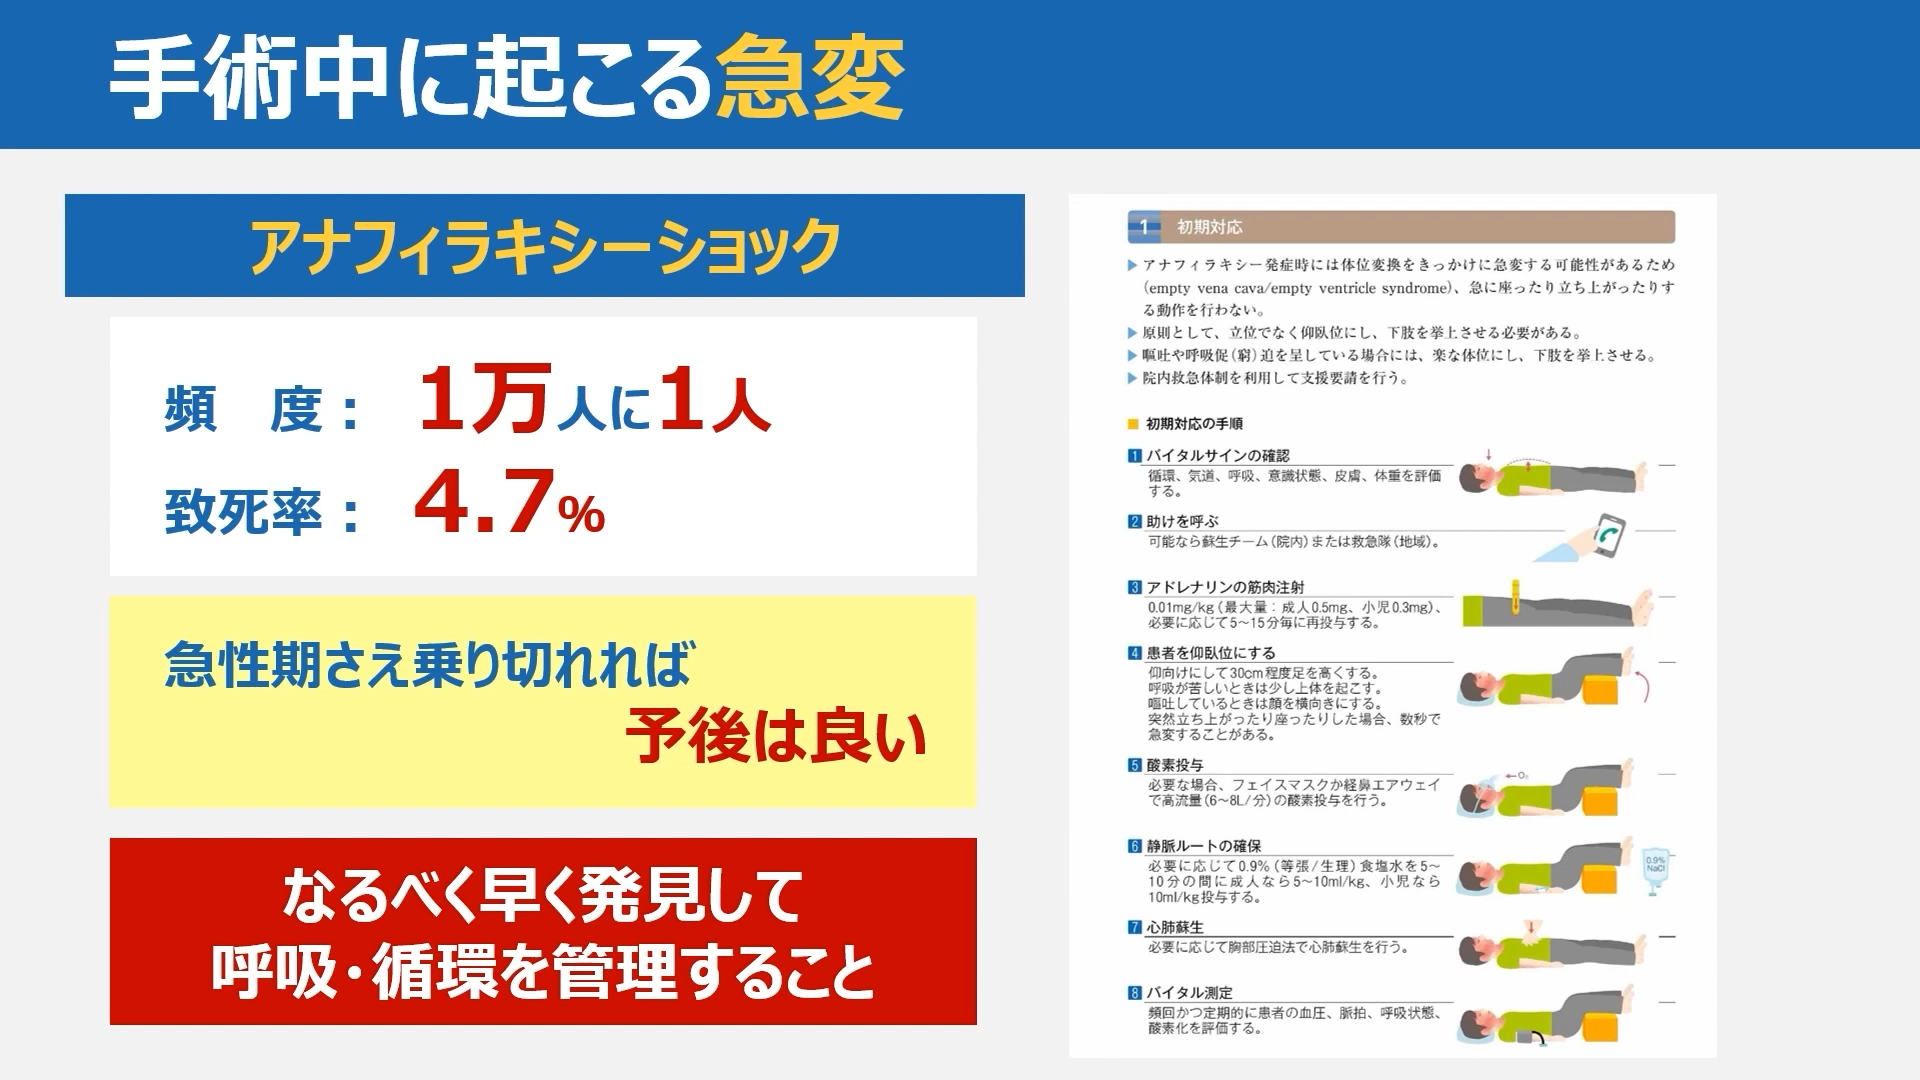 手術中に起こる急変
アナフィラキシーショック
頻　度： 1万人に1人
致死率： 4.7%
急性期さえ乗り切れれば
予後は良い
なるべく早く発見して
呼吸・循環を管理すること
1 初期対応
▶アナフィラキシー発症時には体位変換をきっかけに急変する可能性があるため
(empty vena cava/empty ventricle syndrome)、急に座ったり立ち上がったりす
る動作を行わない。
▶原則として、立位でなく仰臥位にし、下肢を挙上させる必要がある。
▶嘔吐や呼吸促(窮)迫を呈している場合には、楽な体位にし、下肢を挙上させる。
▶院内救急体制を利用して支援要請を行う。
■ 初期対応の手順
1 バイタルサインの確認
循環、気道、呼吸、意識状態、皮膚、体重を評価
する。
2 助けを呼ぶ
可能なら蘇生チーム(院内)または救急隊(地域)。
3 アドレナリンの筋肉注射
0.01mg/kg(最大量：成人0.5mg、小児0.3mg)、
必要に応じて5～15分毎に再投与する。
4 患者を仰臥位にする
仰向けにして30cm程度足を高くする。
呼吸が苦しいときは少し上体を起こす。
嘔吐しているときは顔を横向きにする。
突然立ち上がったり座ったりした場合、数秒で
急変することがある。
5 酸素投与
必要な場合、フェイスマスクか経鼻エアウェイ
で高流量(6～8L/分)の酸素投与を行う。
←O₂
6 静脈ルートの確保
必要に応じて0.9%(等張/生理)食塩水を5～
10分の間に成人なら5～10ml/kg、小児なら
10ml/kg投与する。
0.9%
NaCl
7 心肺蘇生
必要に応じて胸部圧迫法で心肺蘇生を行う。
8 バイタル測定
頻回かつ定期的に患者の血圧、脈拍、呼吸状態、
酸素化を評価する。